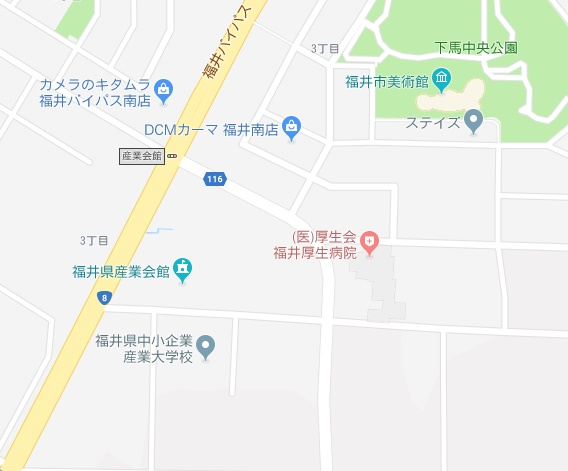 福井バイパス
3丁目
下馬中央公園
カメラのキタムラ
福井バイパス南店
福井市美術館
DCMカーマ 福井南店
ステイズ
産業会館
116
3丁目
(医)厚生会
福井厚生病院
福井県産業会館
8
福井県中小企業
産業大学校